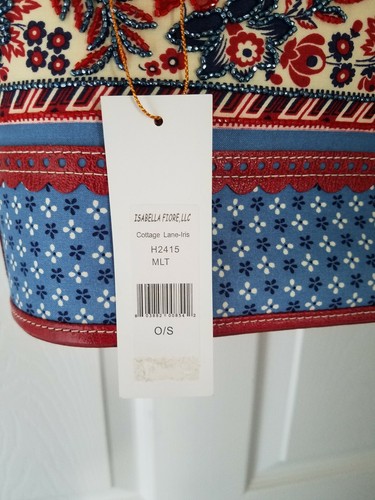 ISABELLA FIORE, LLC
Cottage Lane-Iris
H2415
MLT
O/S